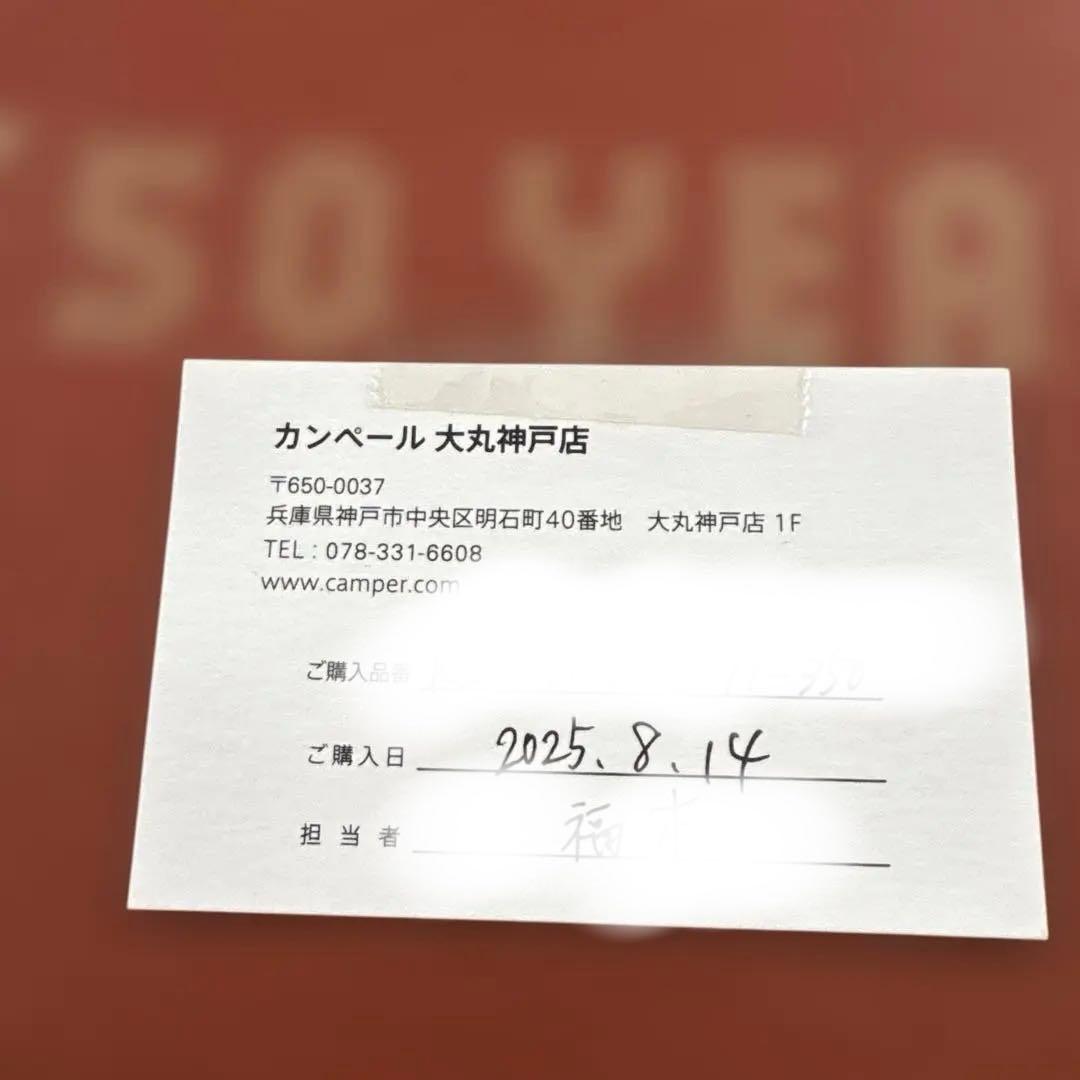 50 YEA
カンペール 大丸神戸店
〒650-0037
兵庫県神戸市中央区明石町40番地　大丸神戸店 1F
TEL : 078-331-6608
www.camper.com
ご購入品番
ご購入日 2025. 8. 14
担当者 福